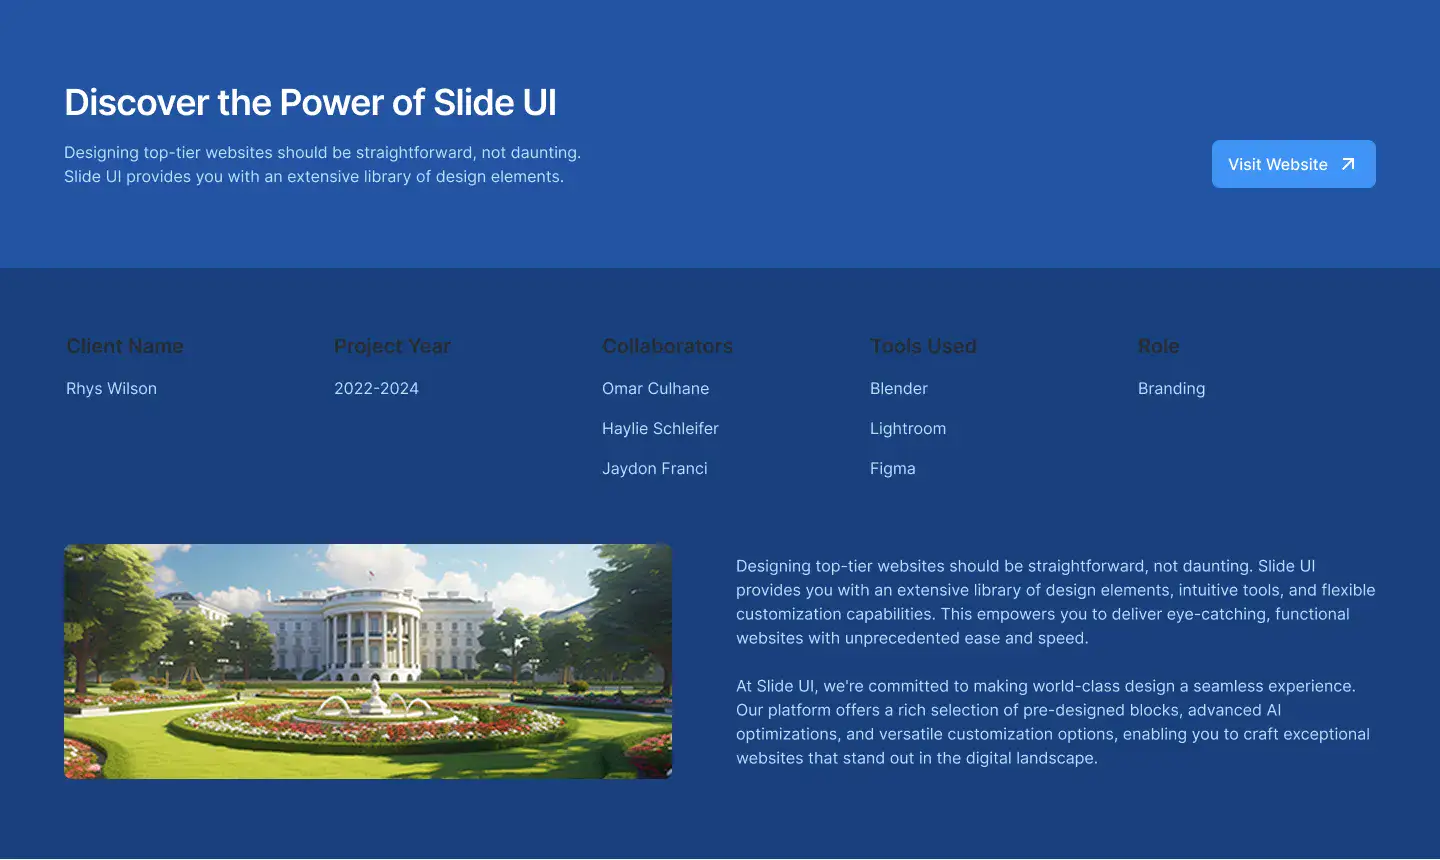 Discover the Power of Slide UI
Designing top-tier websites should be straightforward, not daunting.
Slide UI provides you with an extensive library of design elements.
Visit Website
Client Name
Rhys Wilson
Project Year
2022-2024
Collaborators
Omar Culhane
Haylie Schleifer
Jaydon Franci
Tools Used
Blender
Lightroom
Figma
Role
Branding
Designing top-tier websites should be straightforward, not daunting. Slide UI
provides you with an extensive library of design elements, intuitive tools, and flexible
customization capabilities. This empowers you to deliver eye-catching, functional
websites with unprecedented ease and speed.
At Slide UI, we're committed to making world-class design a seamless experience.
Our platform offers a rich selection of pre-designed blocks, advanced AI
optimizations, and versatile customization options, enabling you to craft exceptional
websites that stand out in the digital landscape.